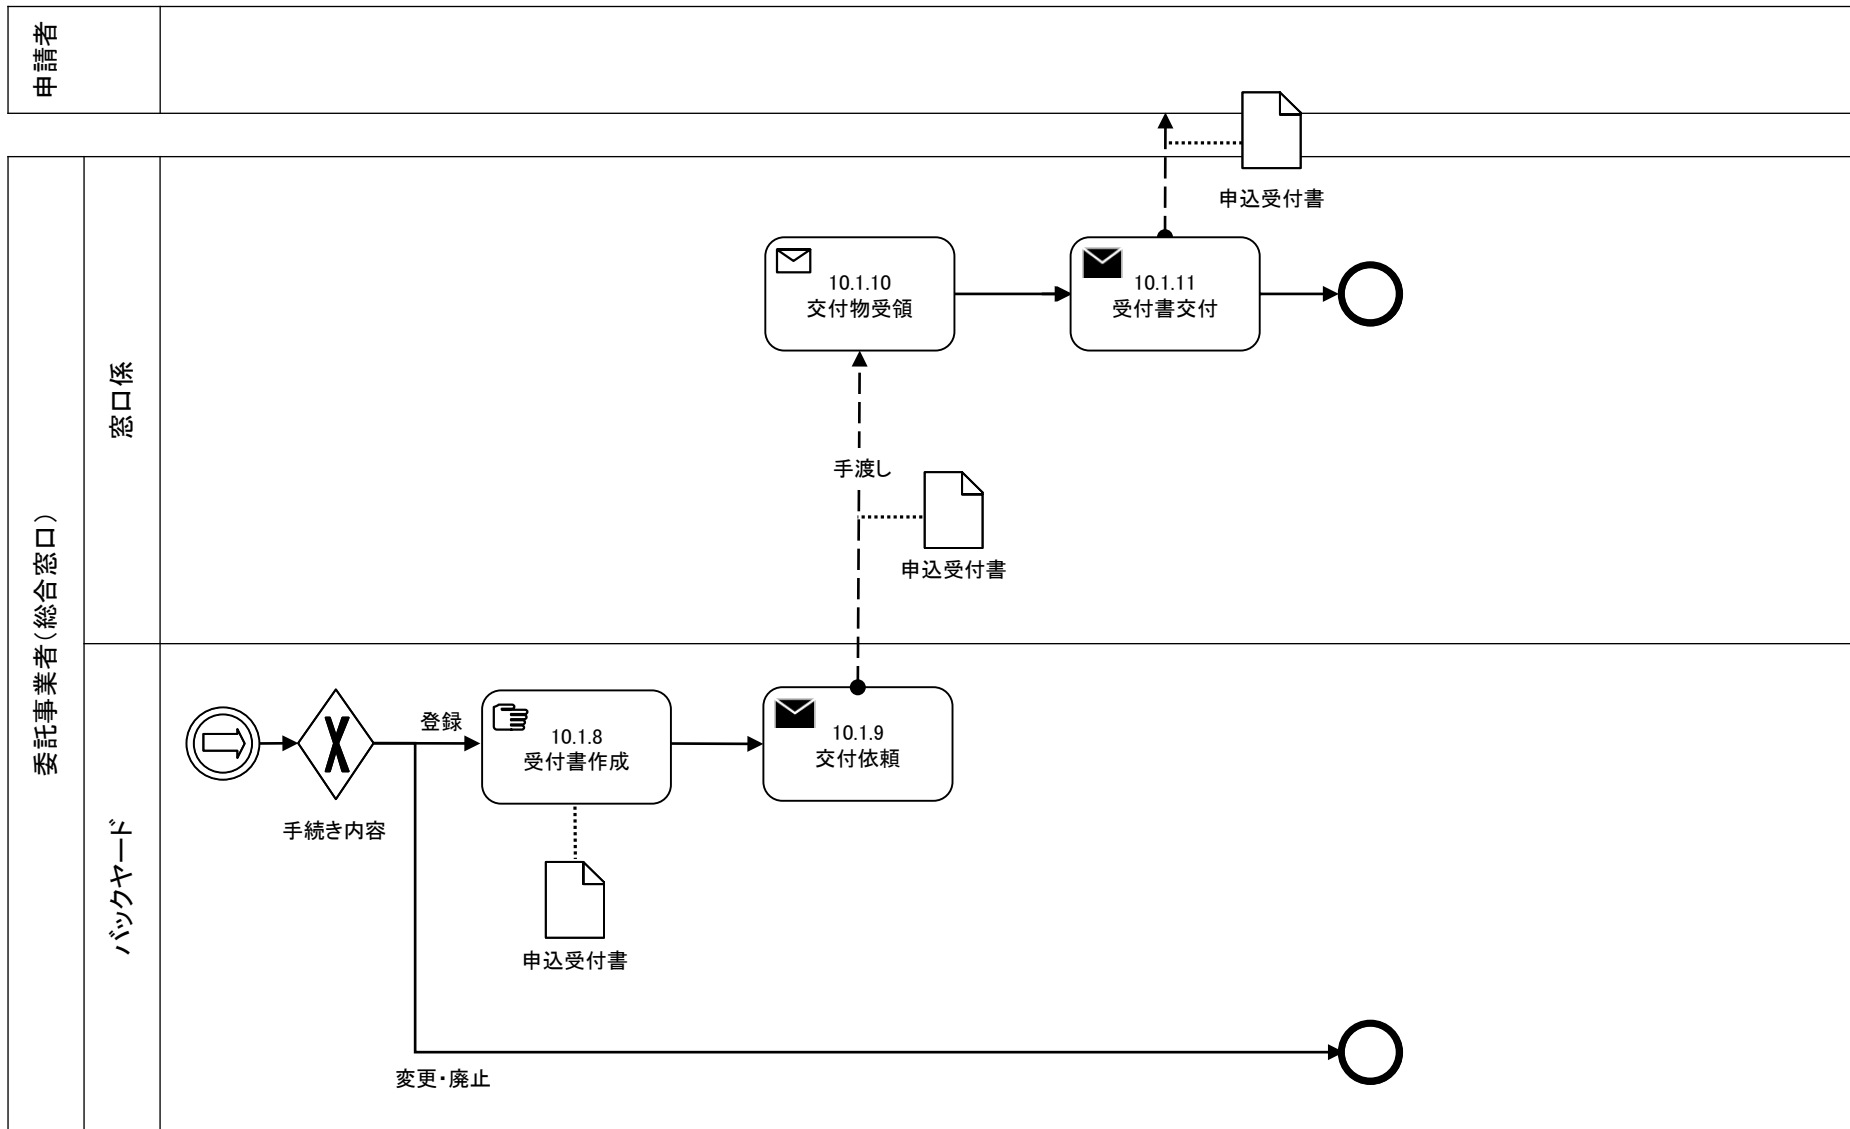 申請者
申込受付書
委託事業者（総合窓口）
窓口係
10.1.10
交付物受領
10.1.11
受付書交付
手渡し
申込受付書
バックヤード
登録
10.1.8
受付書作成
10.1.9
交付依頼
手続き内容
申込受付書
変更・廃止